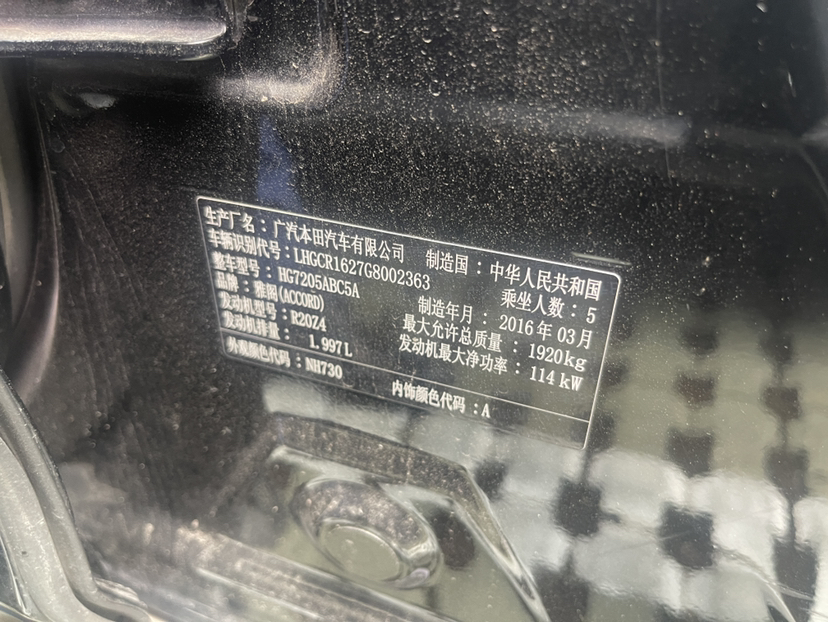 生产厂名：广汽本田汽车有限公司 制造国：中华人民共和国
车辆识别代号：LHGCR1627G8002363 乘坐人数：5
整车型号：HG7205ABC5A 制造年月：2016年03月
品牌：雅阁(ACCORD) 最大允许总质量：1920kg
发动机型号：R20Z4 发动机最大净功率：114kW
发动机排量：1.997L
外观颜色代码：NH730 内饰颜色代码：A